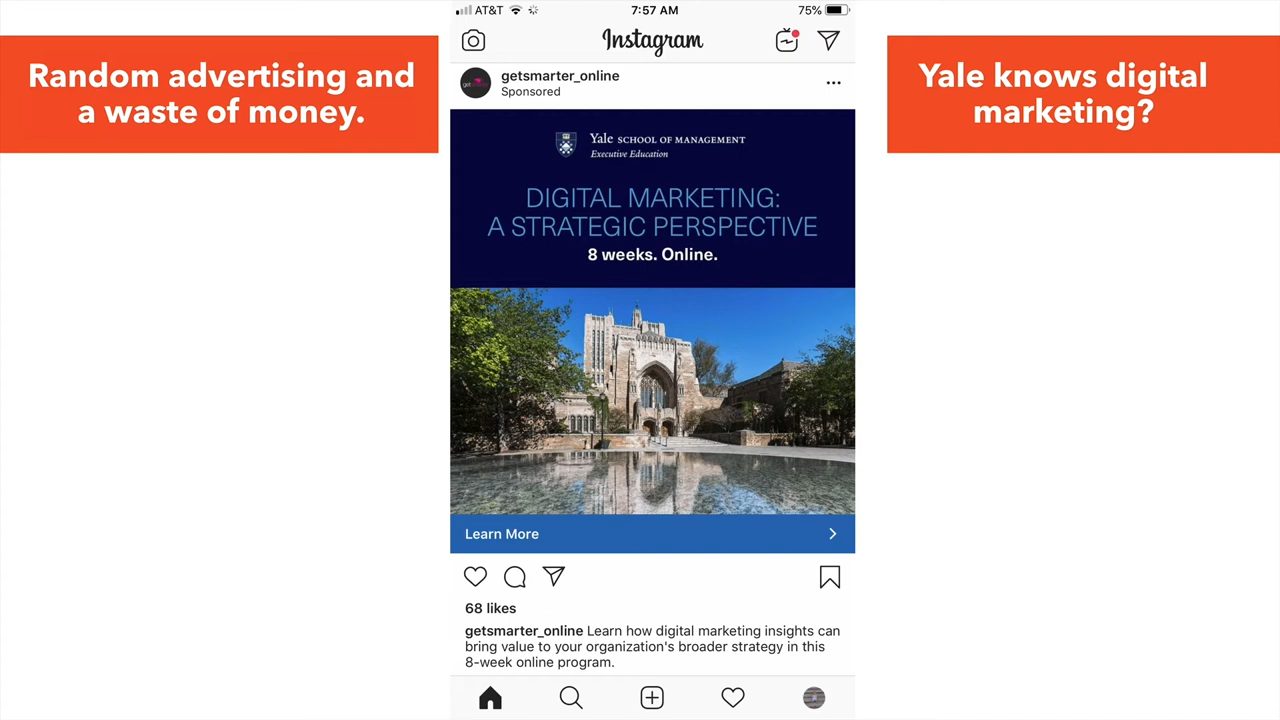 Random advertising and
a waste of money.
AT&T
7:57 AM
75%
Instagram
getsmarter_online
Sponsored
Yale SCHOOL OF MANAGEMENT
Executive Education
DIGITAL MARKETING:
A STRATEGIC PERSPECTIVE
8 weeks. Online.
Learn More
68 likes
getsmarter_online Learn how digital marketing insights can
bring value to your organization's broader strategy in this
8-week online program.
Yale knows digital
marketing?